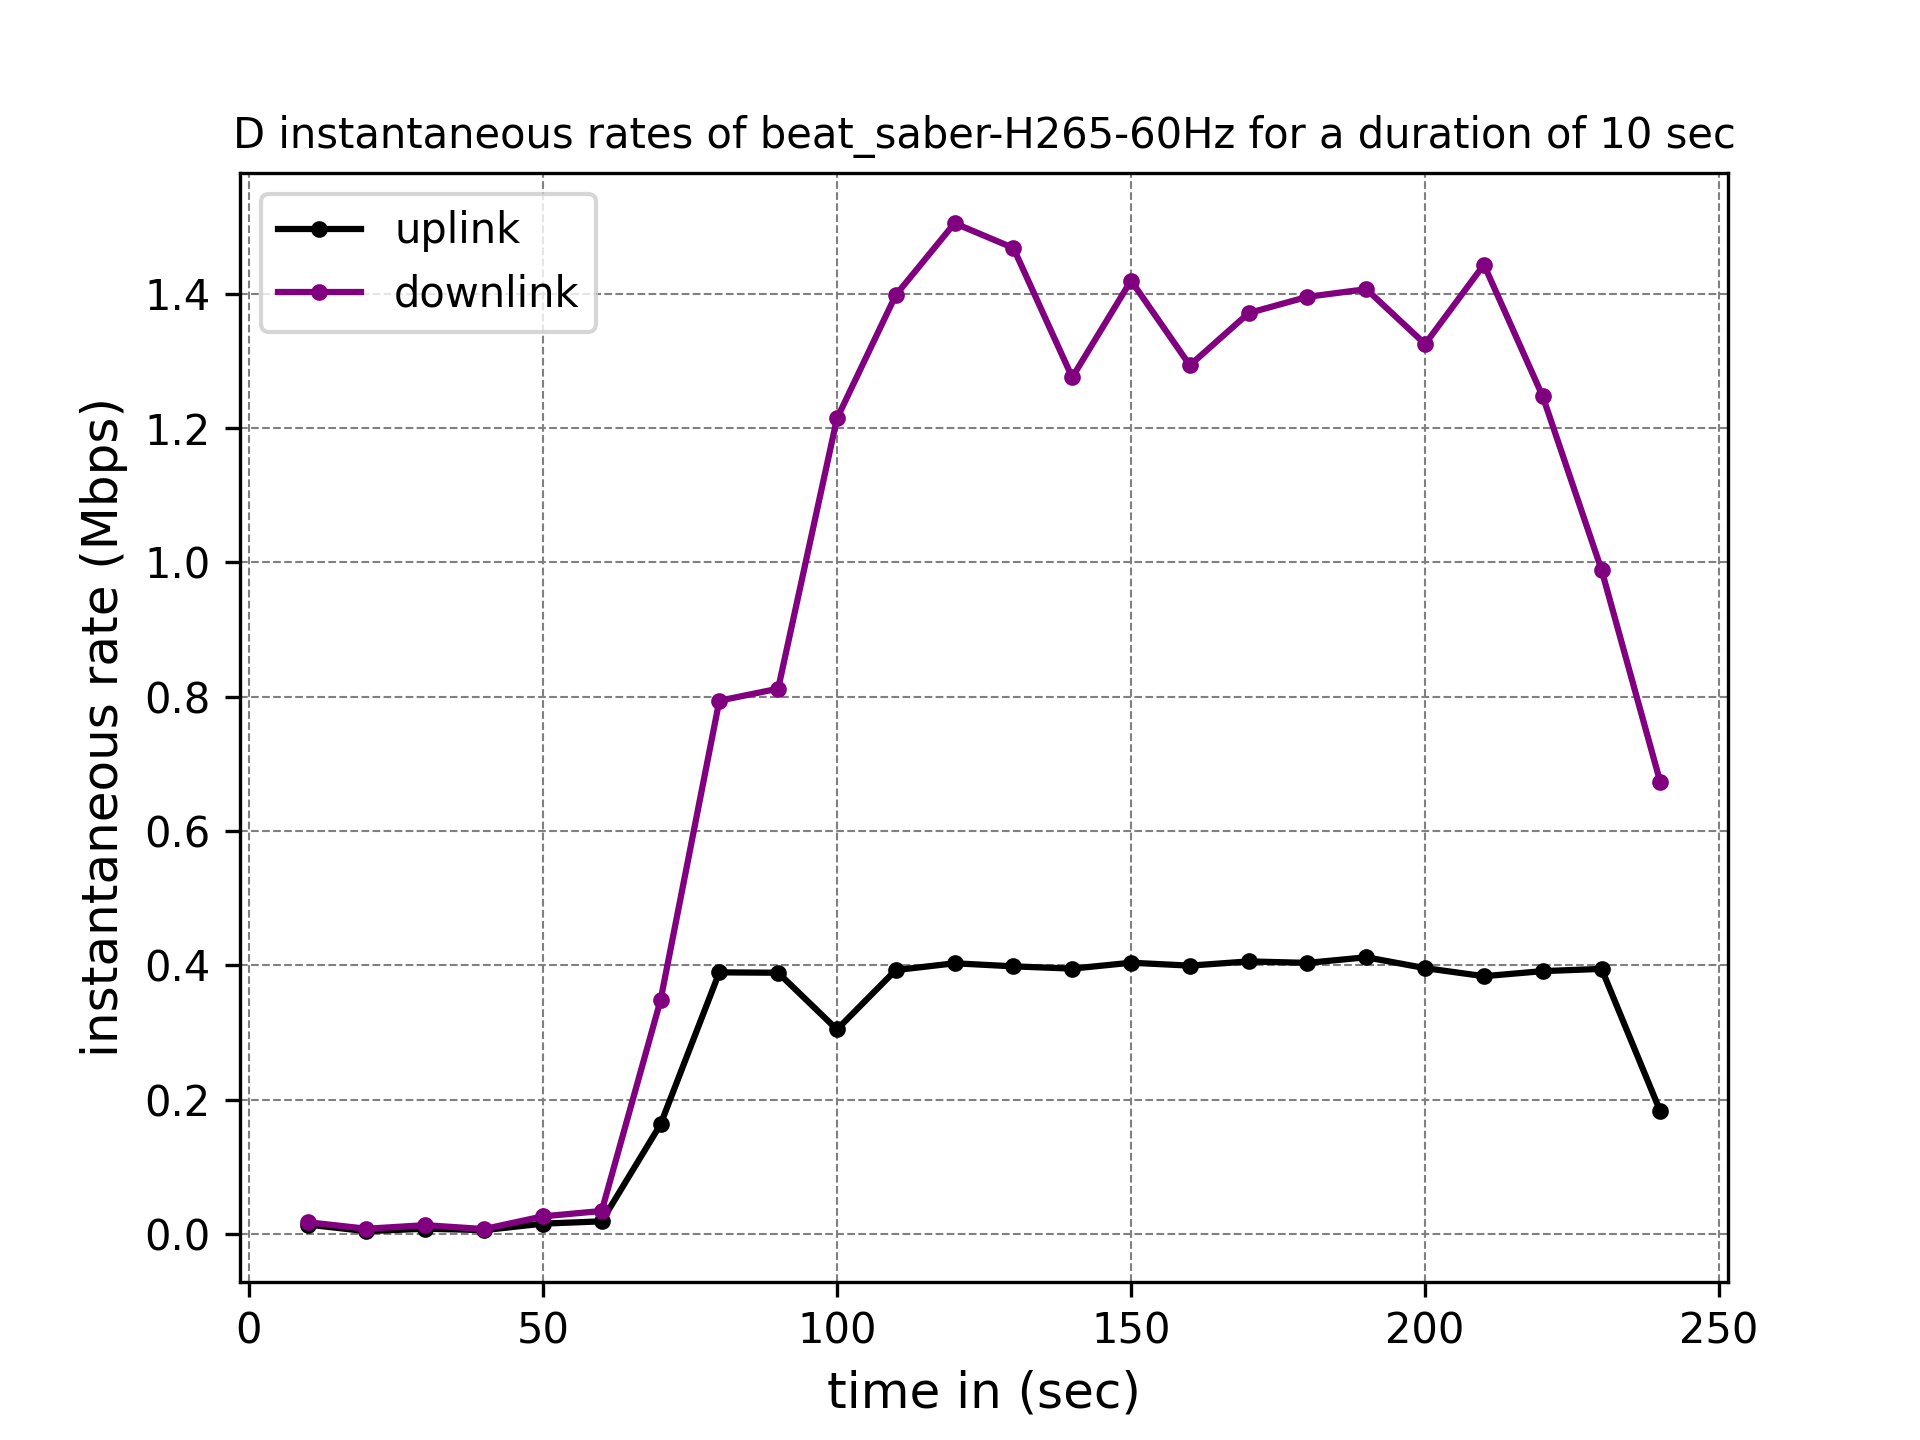 D instantaneous rates of beat_saber-H265-60Hz for a duration of 10 sec
uplink
downlink
instantaneous rate (Mbps)
1.4
1.2
1.0
0.8
0.6
0.4
0.2
0.0
0 50 100 150 200 250
time in (sec)